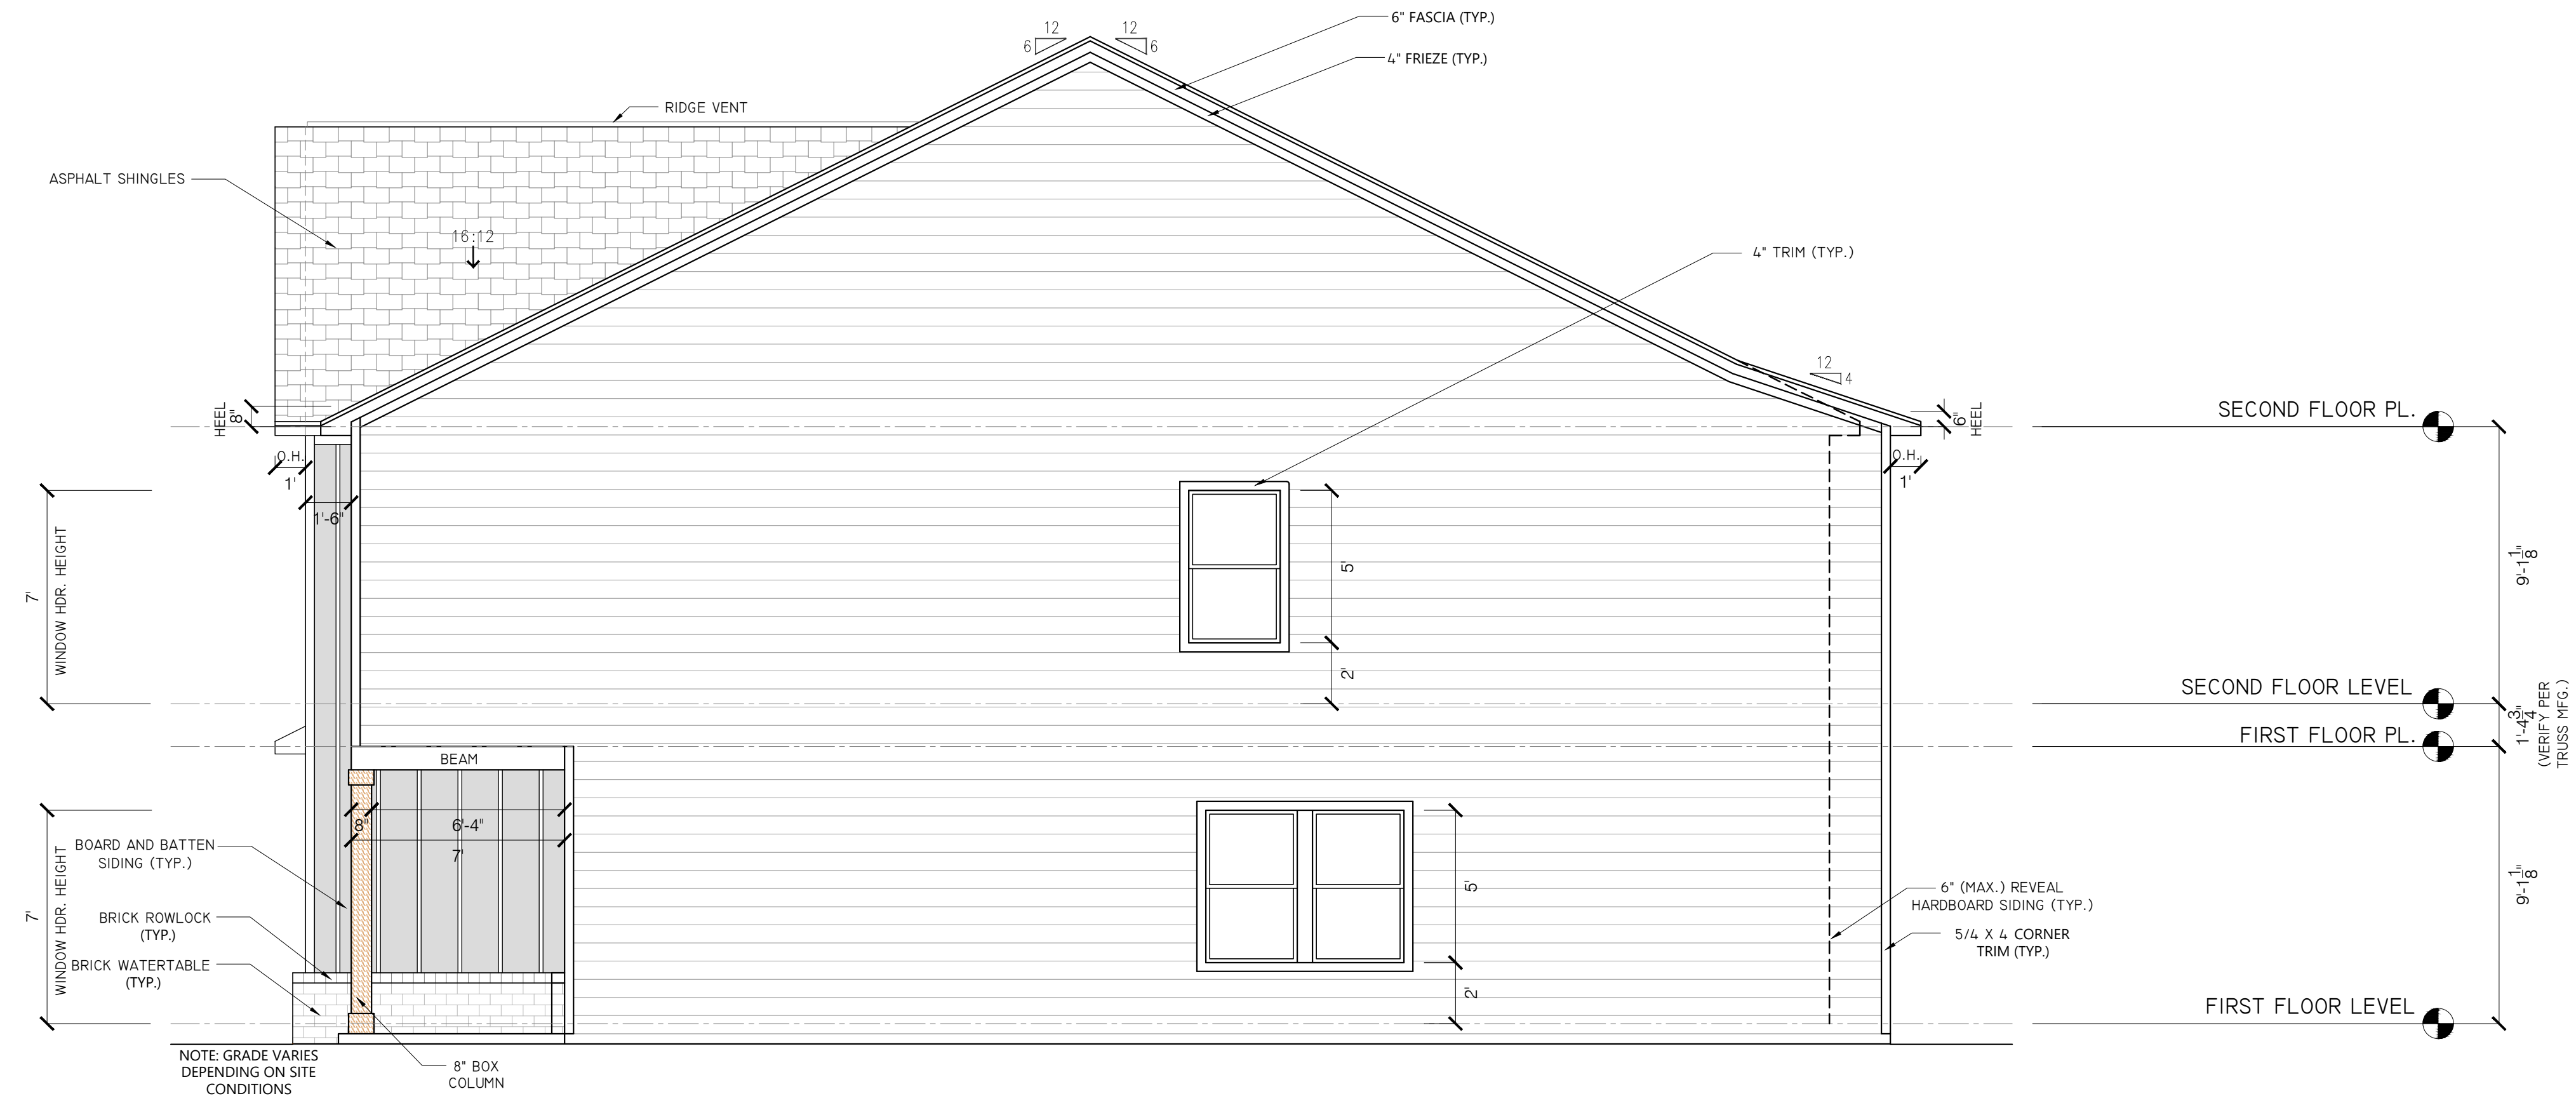 12
6
12
6
6" FASCIA (TYP.)
4" FRIEZE (TYP.)
RIDGE VENT
ASPHALT SHINGLES
16:12
4" TRIM (TYP.)
12
4
HEEL
8"
6"
HEEL
SECOND FLOOR PL.
O.H.
1'
1'-6"
O.H.
1'
7'
WINDOW HDR. HEIGHT
5'
2'
9'-1 1/8"
SECOND FLOOR LEVEL
1'-4 3/4"
(VERIFY PER
TRUSS MFG.)
FIRST FLOOR PL.
BEAM
8"
6'-4"
7'
BOARD AND BATTEN
SIDING (TYP.)
7'
WINDOW HDR. HEIGHT
BRICK ROWLOCK
(TYP.)
BRICK WATERTABLE
(TYP.)
5'
2'
6" (MAX.) REVEAL
HARDBOARD SIDING (TYP.)
5/4 X 4 CORNER
TRIM (TYP.)
9'-1 1/8"
FIRST FLOOR LEVEL
NOTE: GRADE VARIES
DEPENDING ON SITE
CONDITIONS
8" BOX
COLUMN